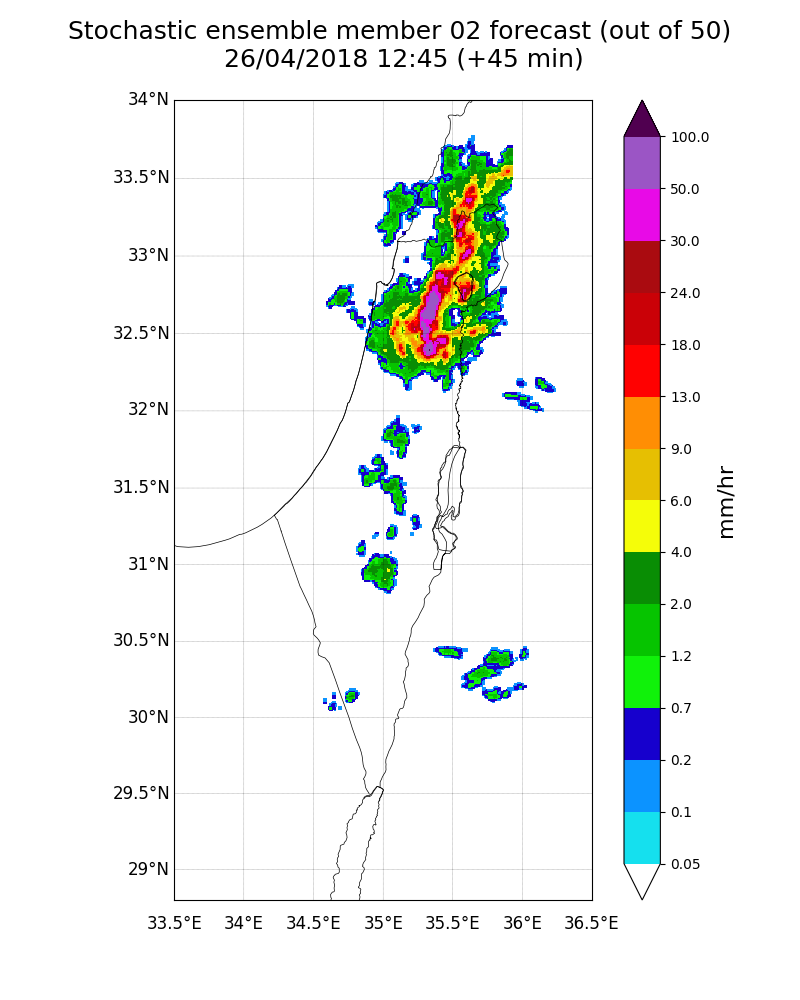 Stochastic ensemble member 02 forecast (out of 50)
26/04/2018 12:45 (+45 min)
34°N
33.5°N
33°N
32.5°N
32°N
31.5°N
31°N
30.5°N
30°N
29.5°N
29°N
33.5°E
34°E
34.5°E
35°E
35.5°E
36°E
36.5°E
100.0
50.0
30.0
24.0
18.0
13.0
9.0
6.0
4.0
2.0
1.2
0.7
0.2
0.1
0.05
mm/hr